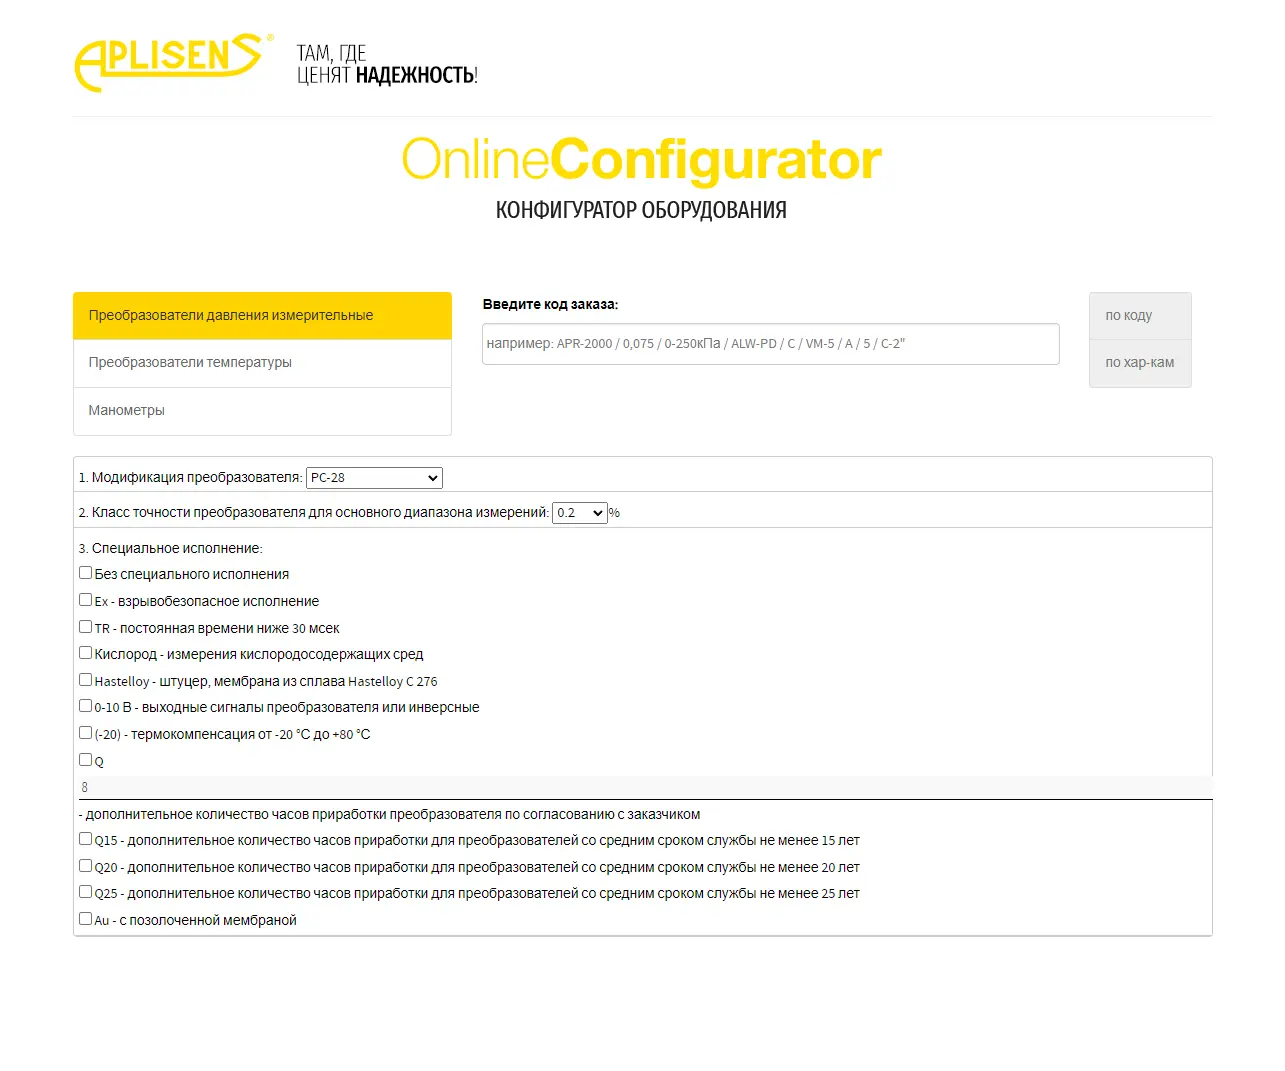 APLISENS®
ТАМ, ГДЕ
ЦЕНЯТ НАДЕЖНОСТЬ!
OnlineConfigurator
КОНФИГУРАТОР ОБОРУДОВАНИЯ
Преобразователи давления измерительные
Преобразователи температуры
Манометры
Введите код заказа:
например: APR-2000 / 0,075 / 0-250кПа / ALW-PD / C / VM-5 / A / 5 / C-2"
по коду
по хар-кам
1. Модификация преобразователя: PC-28
2. Класс точности преобразователя для основного диапазона измерений: 0.2 %
3. Специальное исполнение:
Без специального исполнения
Ex - взрывобезопасное исполнение
TR - постоянная времени ниже 30 мсек
Кислород - измерения кислородосодержащих сред
Hastelloy - штуцер, мембрана из сплава Hastelloy C 276
0-10 В - выходные сигналы преобразователя или инверсные
(-20) - термокомпенсация от -20 °С до +80 °С
Q
8
- дополнительное количество часов приработки преобразователя по согласованию с заказчиком
Q15 - дополнительное количество часов приработки для преобразователей со средним сроком службы не менее 15 лет
Q20 - дополнительное количество часов приработки для преобразователей со средним сроком службы не менее 20 лет
Q25 - дополнительное количество часов приработки для преобразователей со средним сроком службы не менее 25 лет
Au - с позолоченной мембраной